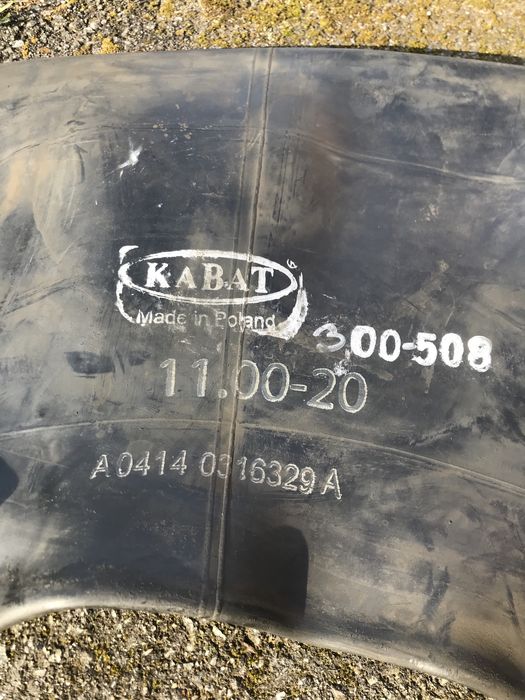 KABAT
Made in Poland
300-508
11.00-20
A 0414 0316329 A